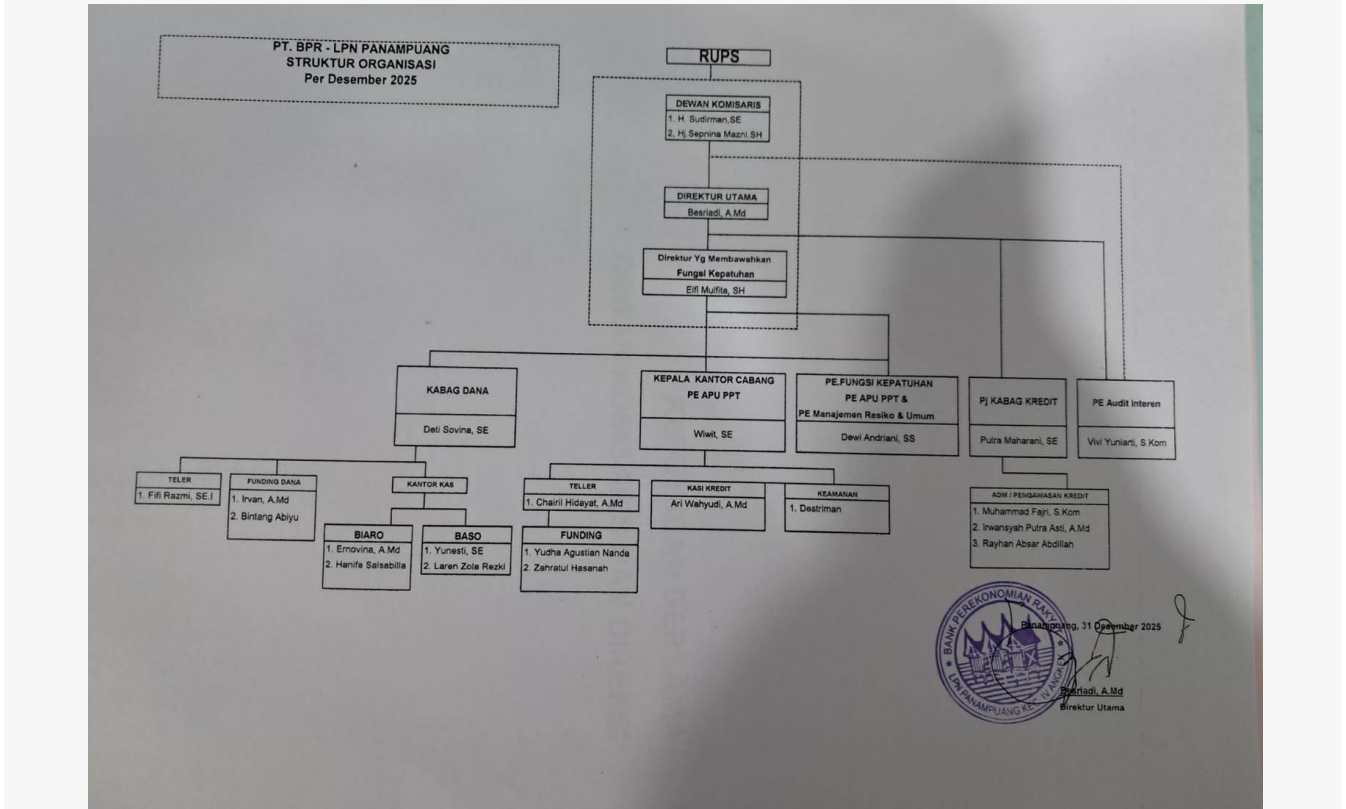 PT. BPR - LPN PANAMPUANG
STRUKTUR ORGANISASI
Per Desember 2025
RUPS
DEWAN KOMISARIS
1. H. Sudirman,SE
2, Hj.Sepnina Mazni.SH
DIREKTUR UTAMA
Besriadi, A.Md
Direktur Yg Membawahkan
Fungsi Kepatuhan
Elfi Mulfita, SH
KABAG DANA
Deti Sovina, SE
KEPALA KANTOR CABANG
PE APU PPT
Wiwit, SE
PE.FUNGSI KEPATUHAN
PE APU PPT &
PE Manajemen Resiko & Umum
Dewi Andriani, SS
Pj KABAG KREDIT
Putra Maharani, SE
PE Audit Interen
Vivi Yuniarti, S.Kom
TELER
1. Fifi Razmi, SE.I
FUNDING DANA
1. Irvan, A.Md
2. Bintang Abiyu
KANTOR KAS
BIARO
1. Ernovina, A.Md
2. Hanifa Salsabilla
BASO
1. Yunesti, SE
2. Laren Zola Rezki
TELLER
1. Chairil Hidayat, A.Md
FUNDING
1. Yudha Agustian Nanda
2. Zahratul Hasanah
KASI KREDIT
Ari Wahyudi, A.Md
KEAMANAN
1. Destriman
ADM / PENGAWASAN KREDIT
1. Muhammad Fajri, S.Kom
2. Irwansyah Putra Asti, A.Md
3. Rayhan Absar Abdillah
Panampuang, 31 Desember 2025
BANK PEREKONOMIAN RAKYAT
LPN PANAMPUANG KEC. IV ANGKEK
Besriadi, A.Md
Direktur Utama